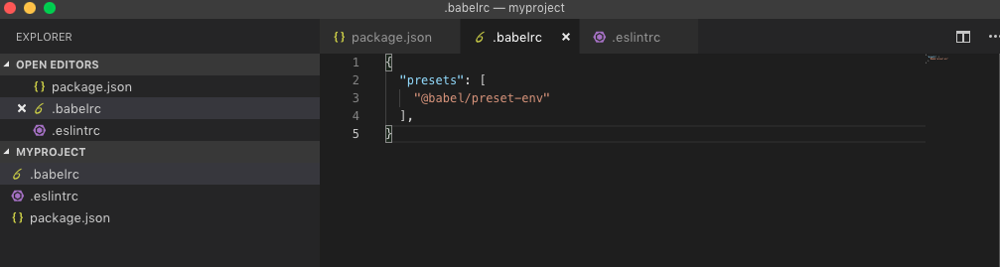 .babelrc — myproject
EXPLORER
OPEN EDITORS
{} package.json
.babelrc
.eslintrc
MYPROJECT
.babelrc
.eslintrc
{} package.json
{} package.json .babelrc × .eslintrc
1 {
2 "presets": [
3 "@babel/preset-env"
4 ],
5 }